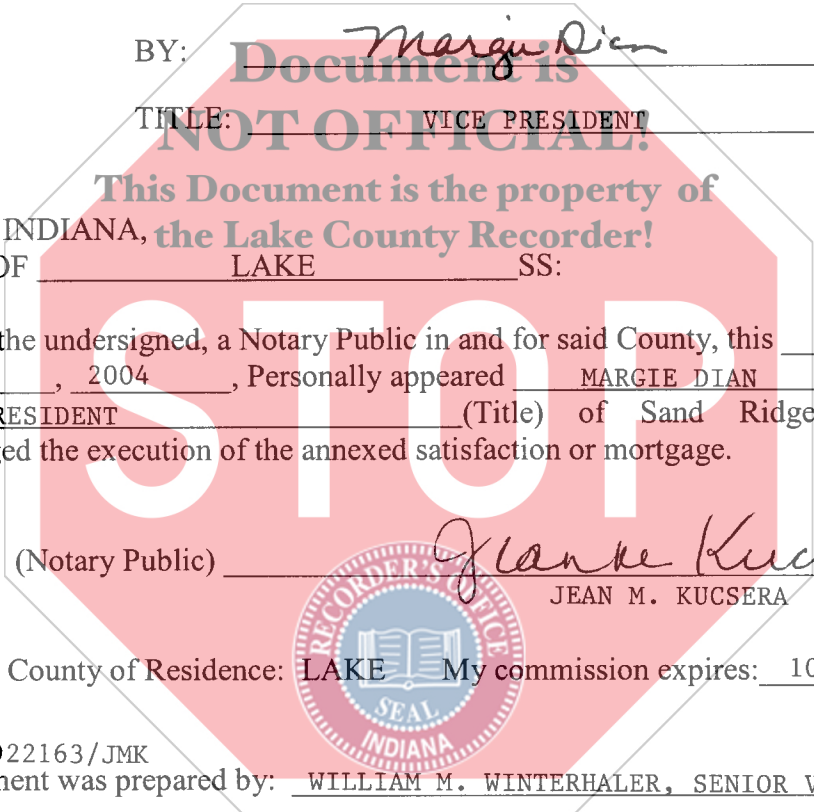 BY: Margie Dian
Document is
TITLE: VICE PRESIDENT
NOT OFFICIAL!
This Document is the property of
INDIANA,
the Lake County Recorder!
OF LAKE SS:
the undersigned, a Notary Public in and for said County, this
, 2004 , Personally appeared MARGIE DIAN
RESIDENT (Title) of Sand Ridge
ged the execution of the annexed satisfaction or mortgage.
STOP
(Notary Public) Jean M Kuc
JEAN M. KUCSERA
RECORDER'S OFFICE
County of Residence: LAKE My commission expires: 10
SEAL
INDIANA
22163/JMK
ment was prepared by: WILLIAM M. WINTERHALER, SENIOR V